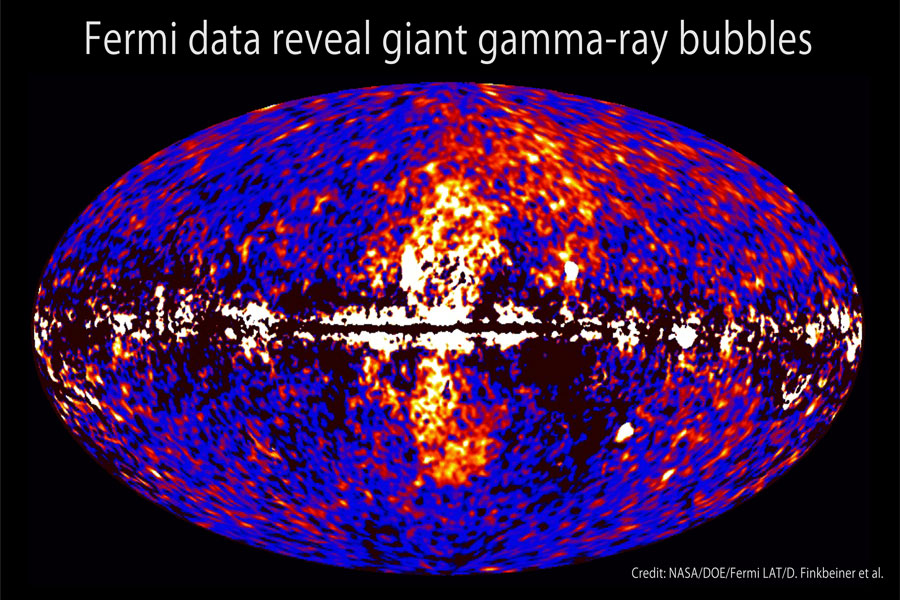 Fermi data reveal giant gamma-ray bubbles
Credit: NASA/DOE/Fermi LAT/D. Finkbeiner et al.